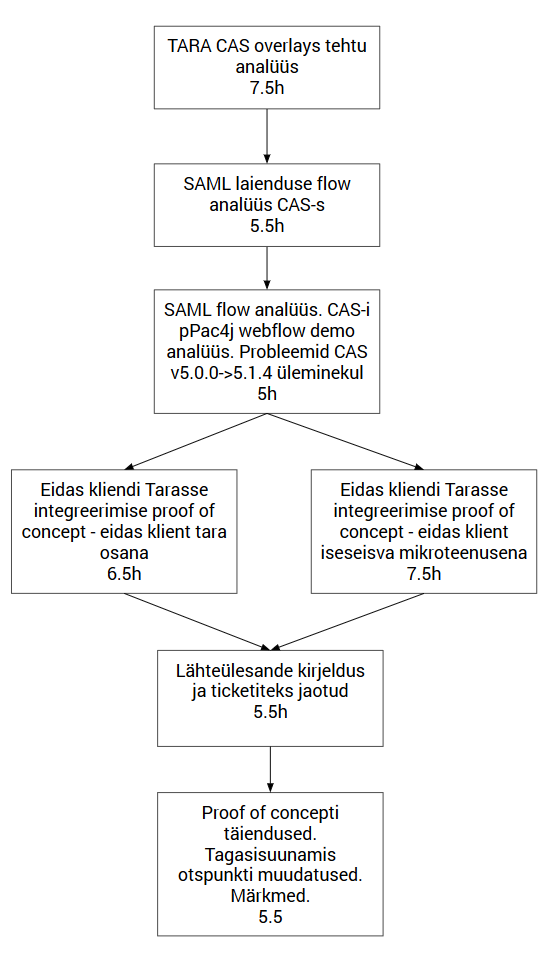 TARA CAS overlays tehtu
analüüs
7.5h
SAML laienduse flow
analüüs CAS-s
5.5h
SAML flow analüüs. CAS-i
pPac4j webflow demo
analüüs. Probleemid CAS
v5.0.0->5.1.4 üleminekul
5h
Eidas kliendi Tarasse
integreerimise proof of
concept - eidas klient tara
osana
6.5h
Eidas kliendi Tarasse
integreerimise proof of
concept - eidas klient
iseseisva mikroteenusena
7.5h
Lähteülesande kirjeldus
ja ticketiteks jaotud
5.5h
Proof of concepti
täiendused.
Tagasisuunamis
otspunkti muudatused.
Märkmed.
5.5